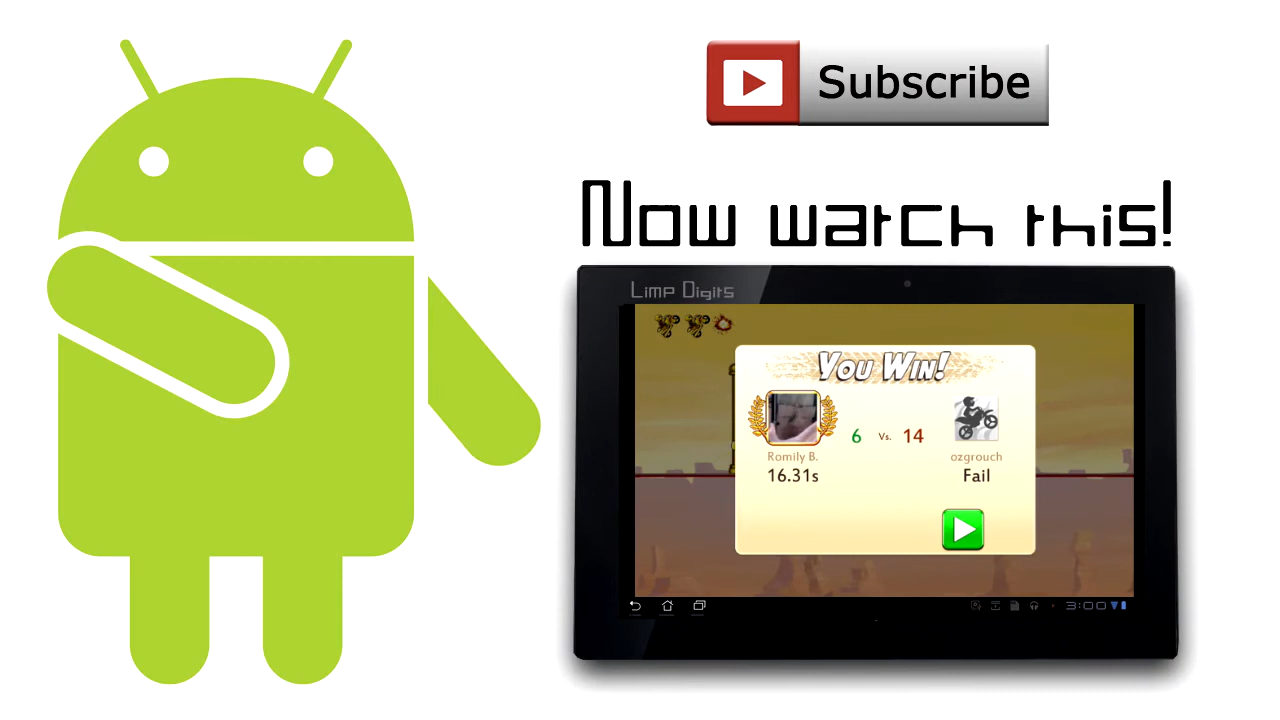 Subscribe
Now watch this!
Limp Digits
You Win!
6 Vs. 14
Romily B. ozgrouch
16.31s Fail
3:00